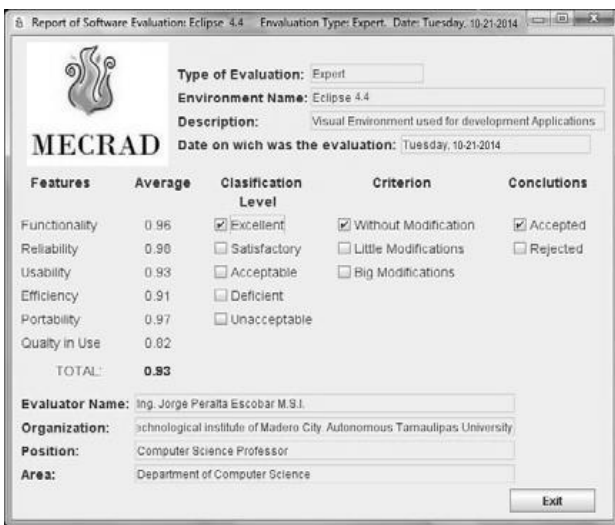 Report of Software Evaluation: Eclipse 4.4 Envaluation Type: Expert. Date: Tuesday, 10-21-2014
MECRAD
Type of Evaluation: Expert
Environment Name: Eclipse 4.4
Description: Visual Environment used for development Applications
Date on wich was the evaluation: Tuesday, 10-21-2014
Features Average Clasification Level Criterion Conclutions
Functionality 0.96 Excellent Without Modification Accepted
Reliability 0.98 Satisfactory Little Modifications Rejected
Usability 0.93 Acceptable Big Modifications
Efficiency 0.91 Deficient
Portability 0.97 Unacceptable
Qualty in Use 0.82
TOTAL: 0.93
Evaluator Name: Ing. Jorge Peralta Escobar M.S.I.
Organization: echnological institute of Madero City. Autonomous Tamaulipas University
Position: Computer Science Professor
Area: Department of Computer Science
Exit